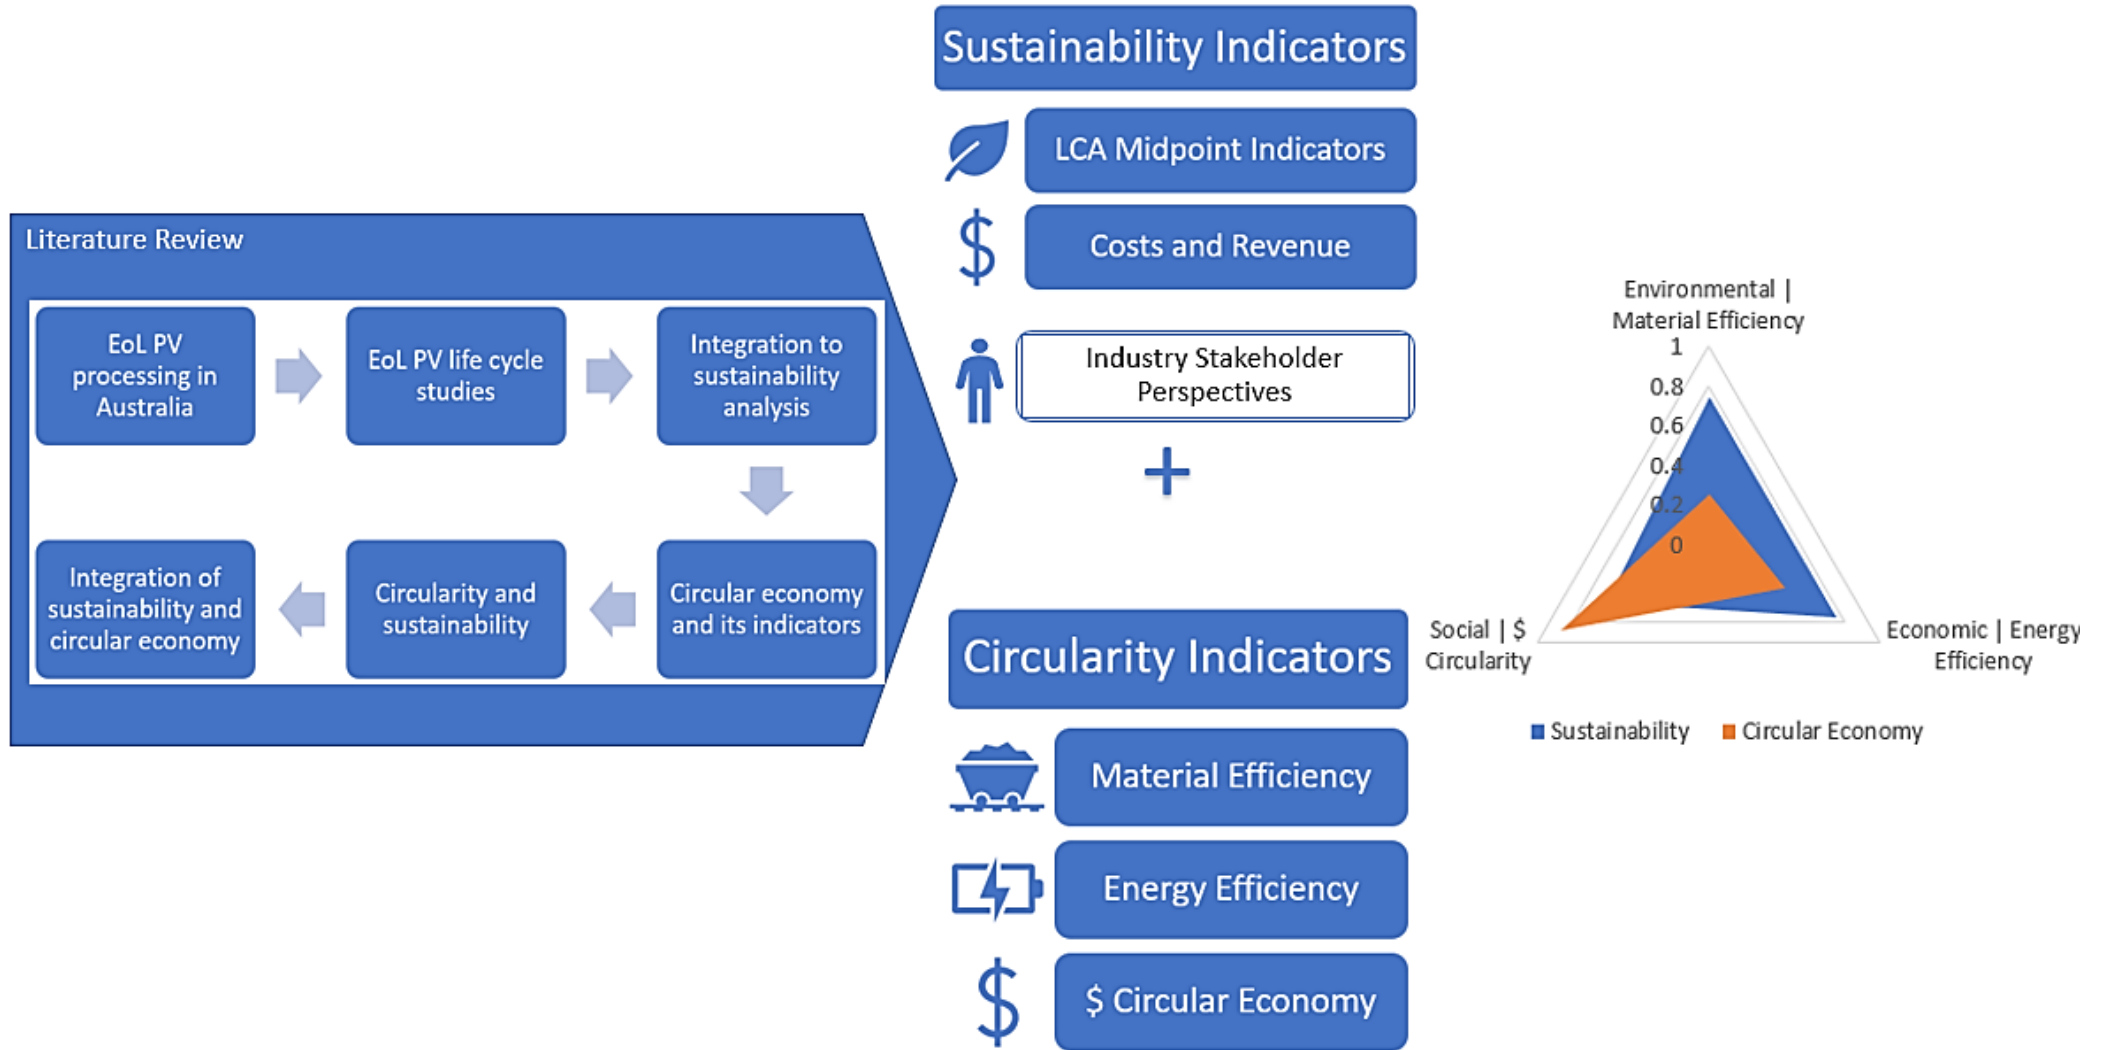 Literature Review
EoL PV
processing in
Australia
EoL PV life cycle
studies
Integration to
sustainability
analysis
Circular economy
and its indicators
Circularity and
sustainability
Integration of
sustainability and
circular economy
Sustainability Indicators
LCA Midpoint Indicators
$
Costs and Revenue
Industry Stakeholder
Perspectives
+
Circularity Indicators
Material Efficiency
Energy Efficiency
$
$ Circular Economy
Environmental |
Material Efficiency
1
0.8
0.6
0.4
0.2
0
Social | $
Circularity
Economic | Energy
Efficiency
Sustainability
Circular Economy